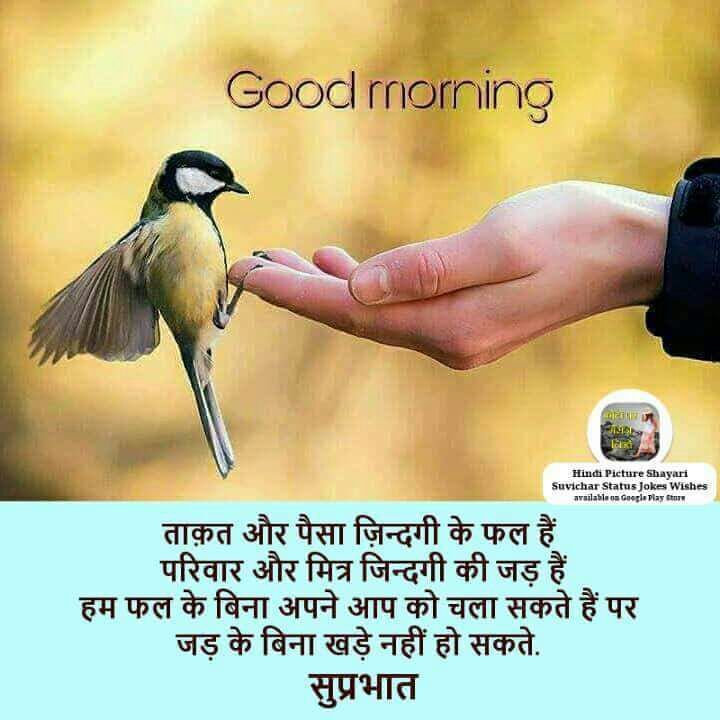 Good morning
Hindi Picture Shayari
Suvichar Status Jokes Wishes
available on Google Play Store
ताक़त और पैसा ज़िन्दगी के फल हैं
परिवार और मित्र जिन्दगी की जड़ हैं
हम फल के बिना अपने आप को चला सकते हैं पर
जड़ के बिना खड़े नहीं हो सकते.
सुप्रभात